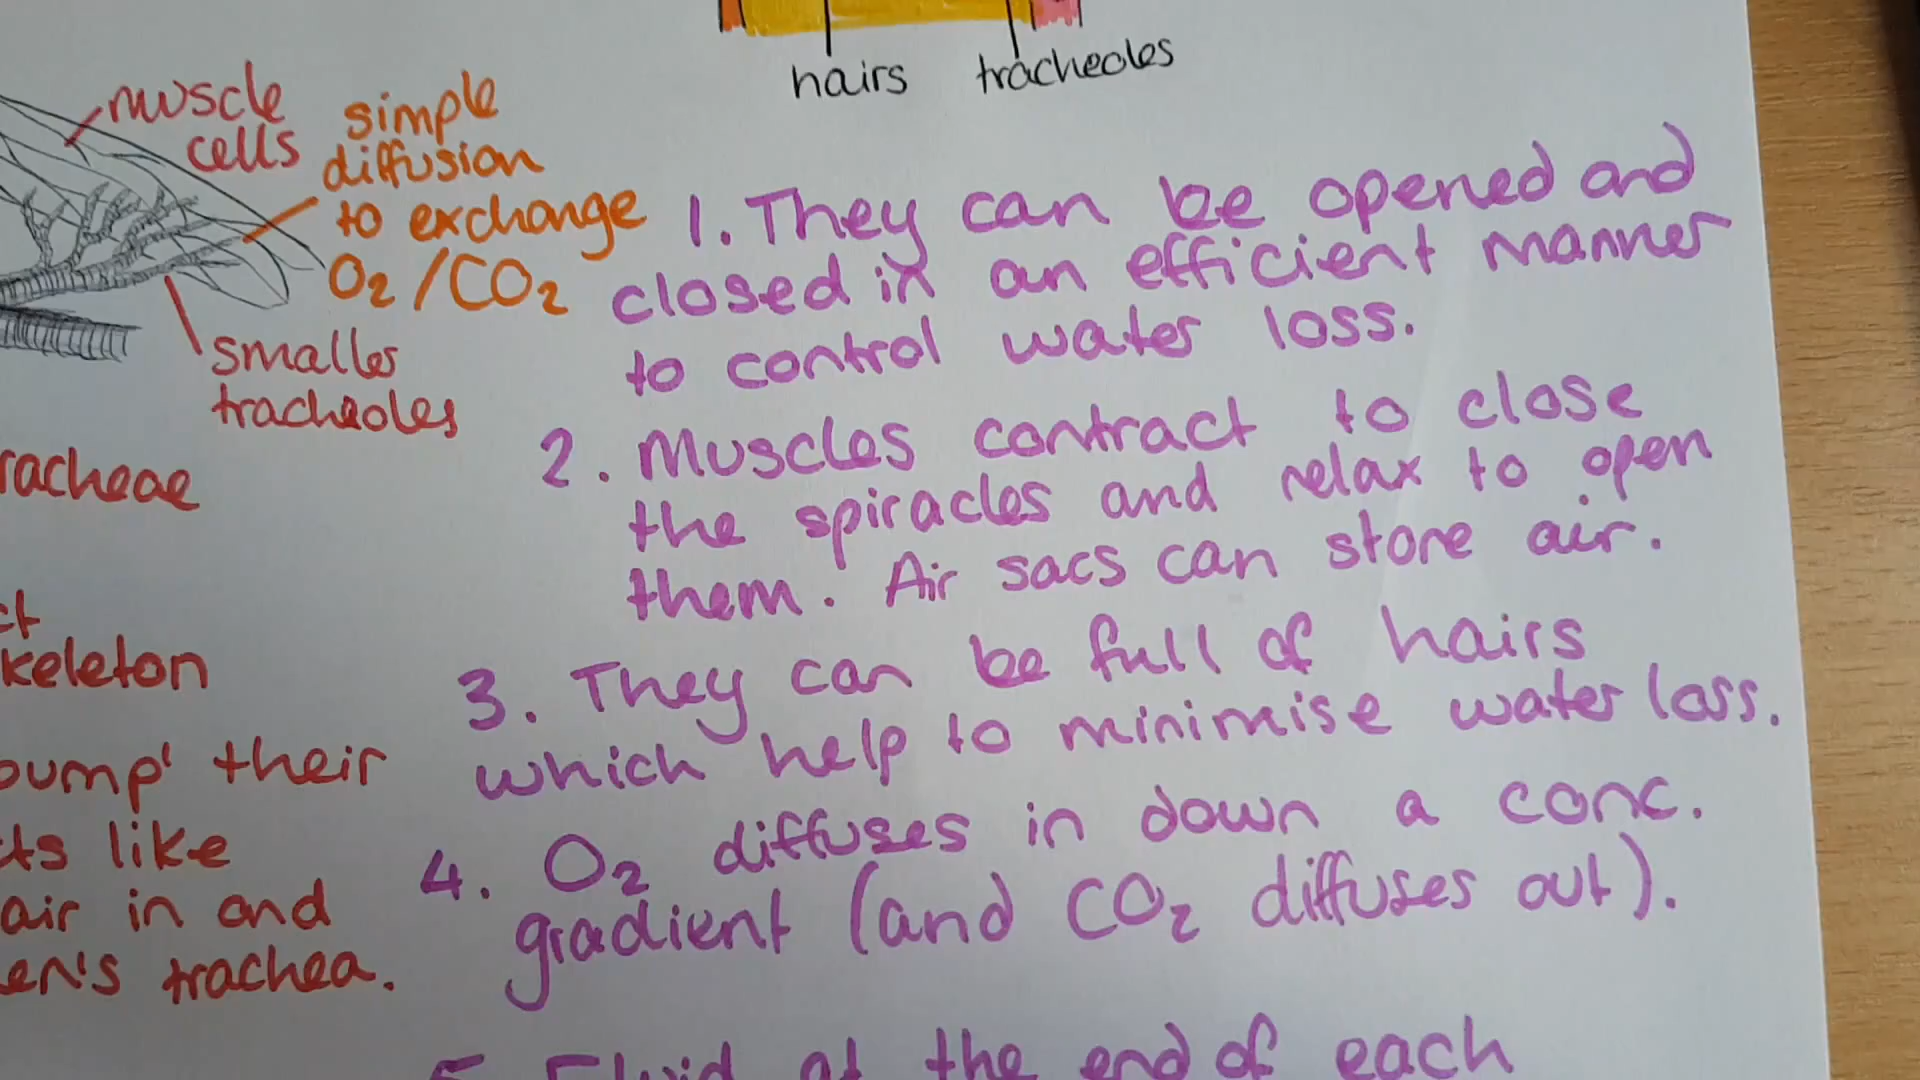 hairs
tracheoles
muscle
cells
simple
diffusion
to exchange
O₂/CO₂
smaller
tracheoles
racheae
ct
keleton
pump' their
ts like
air in and
en's trachea.
1. They can be opened and
closed in an efficient manner
to control water loss.
2. Muscles contract to close
the spiracles and relax to open
them. Air sacs can store air.
3. They can be full of hairs
which help to minimise water loss.
4. O₂ diffuses in down a conc.
gradient (and CO₂ diffuses out).
5. Fluid at the end of each